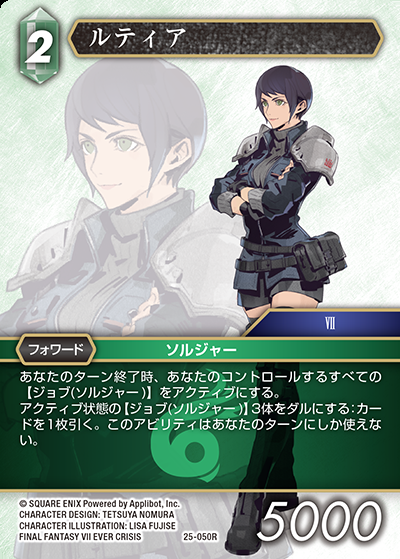 2
ルティア
VII
フォワード
ソルジャー
あなたのターン終了時、あなたのコントロールするすべての
【ジョブ(ソルジャー)】をアクティブにする。
アクティブ状態の【ジョブ(ソルジャー)】3体をダルにする:カー
ドを1枚引く。このアビリティはあなたのターンにしか使えな
い。
© SQUARE ENIX Powered by Applibot, Inc.
CHARACTER DESIGN: TETSUYA NOMURA
CHARACTER ILLUSTRATION: LISA FUJISE
FINAL FANTASY VII EVER CRISIS
25-050R
5000